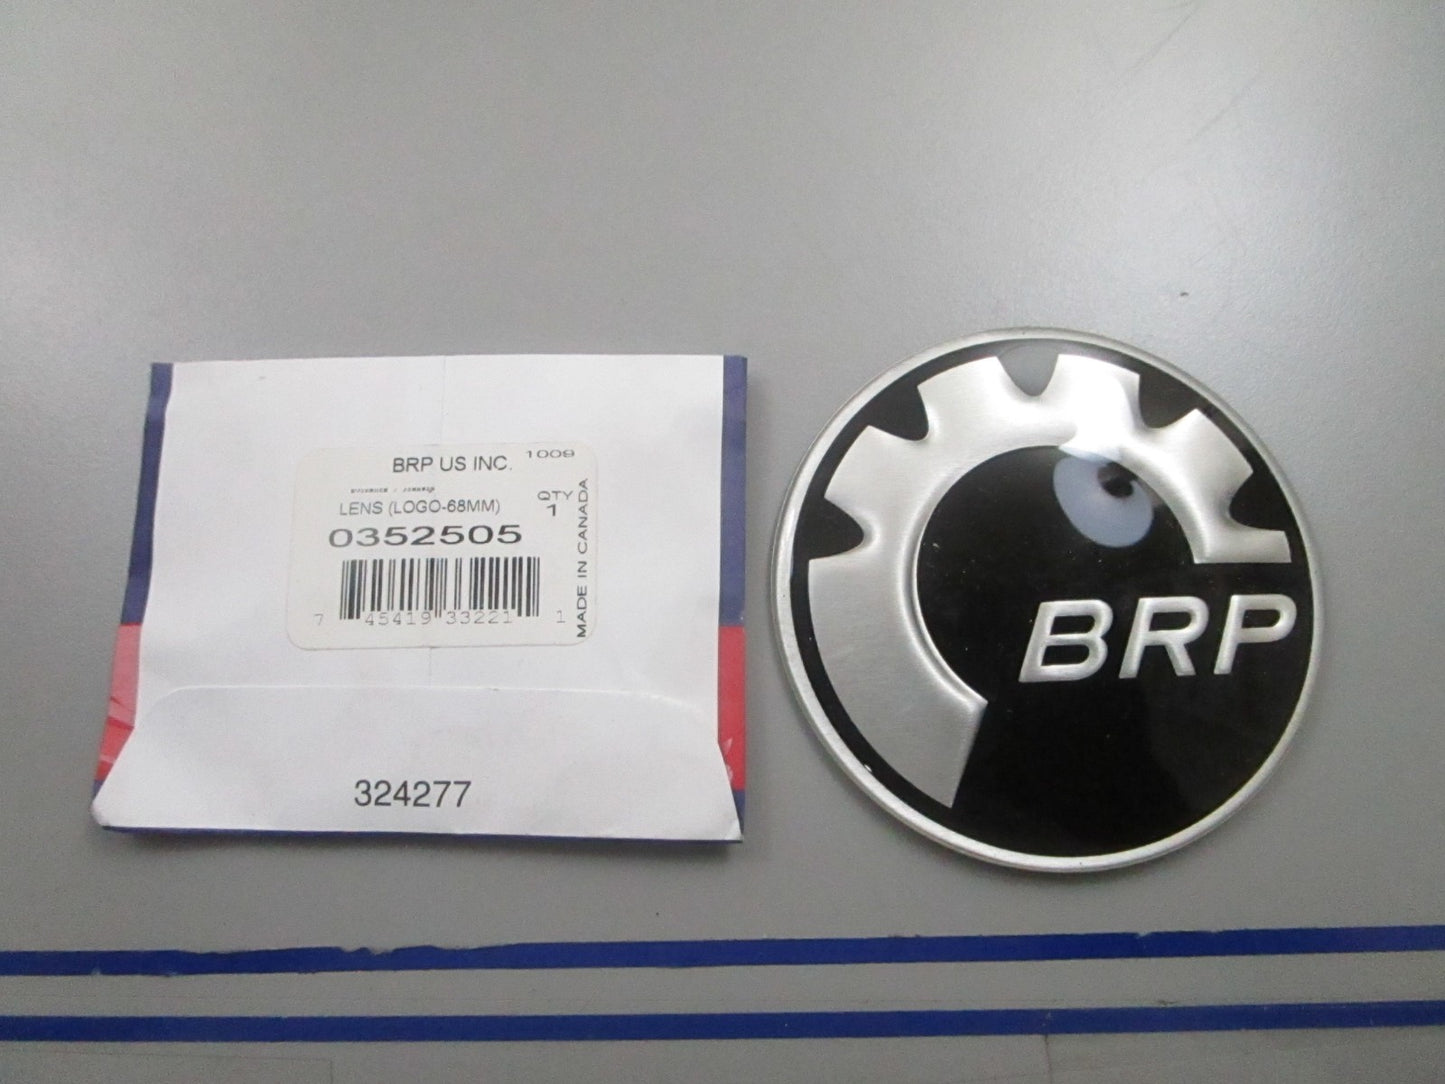 BRP US INC. 1009
LENS (LOGO-68MM)
QTY
1
0352505
MADE IN CANADA
7 45419 33221 1
324277
BRP